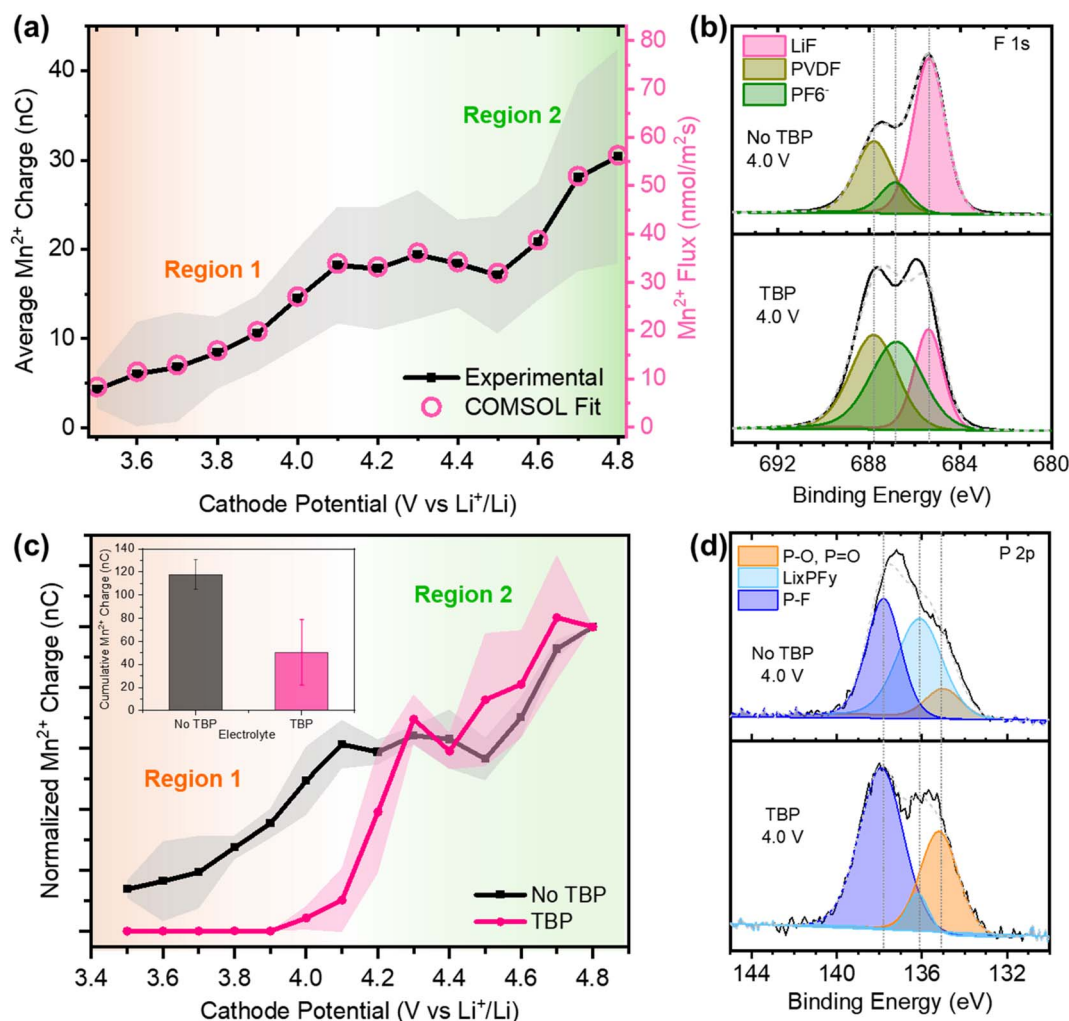 (a)
Average Mn²⁺ Charge (nC)
40
30
20
10
0
Region 1
Region 2
Experimental
COMSOL Fit
80
70
60
50
40
30
20
10
0
Mn²⁺ Flux (nmol/m²s)
3.6 3.8 4.0 4.2 4.4 4.6 4.8
Cathode Potential (V vs Li⁺/Li)
(b)
F 1s
LiF
PVDF
PF6⁻
No TBP
4.0 V
TBP
4.0 V
692 688 684 680
Binding Energy (eV)
(c)
Normalized Mn²⁺ Charge (nC)
Cumulative Mn²⁺ Charge (nC)
140
120
100
80
60
40
20
0
No TBP TBP
Electrolyte
Region 1
Region 2
No TBP
TBP
3.4 3.6 3.8 4.0 4.2 4.4 4.6 4.8
Cathode Potential (V vs Li⁺/Li)
(d)
P 2p
P-O, P=O
LixPFy
P-F
No TBP
4.0 V
TBP
4.0 V
145 140 135 130
Binding Energy (eV)